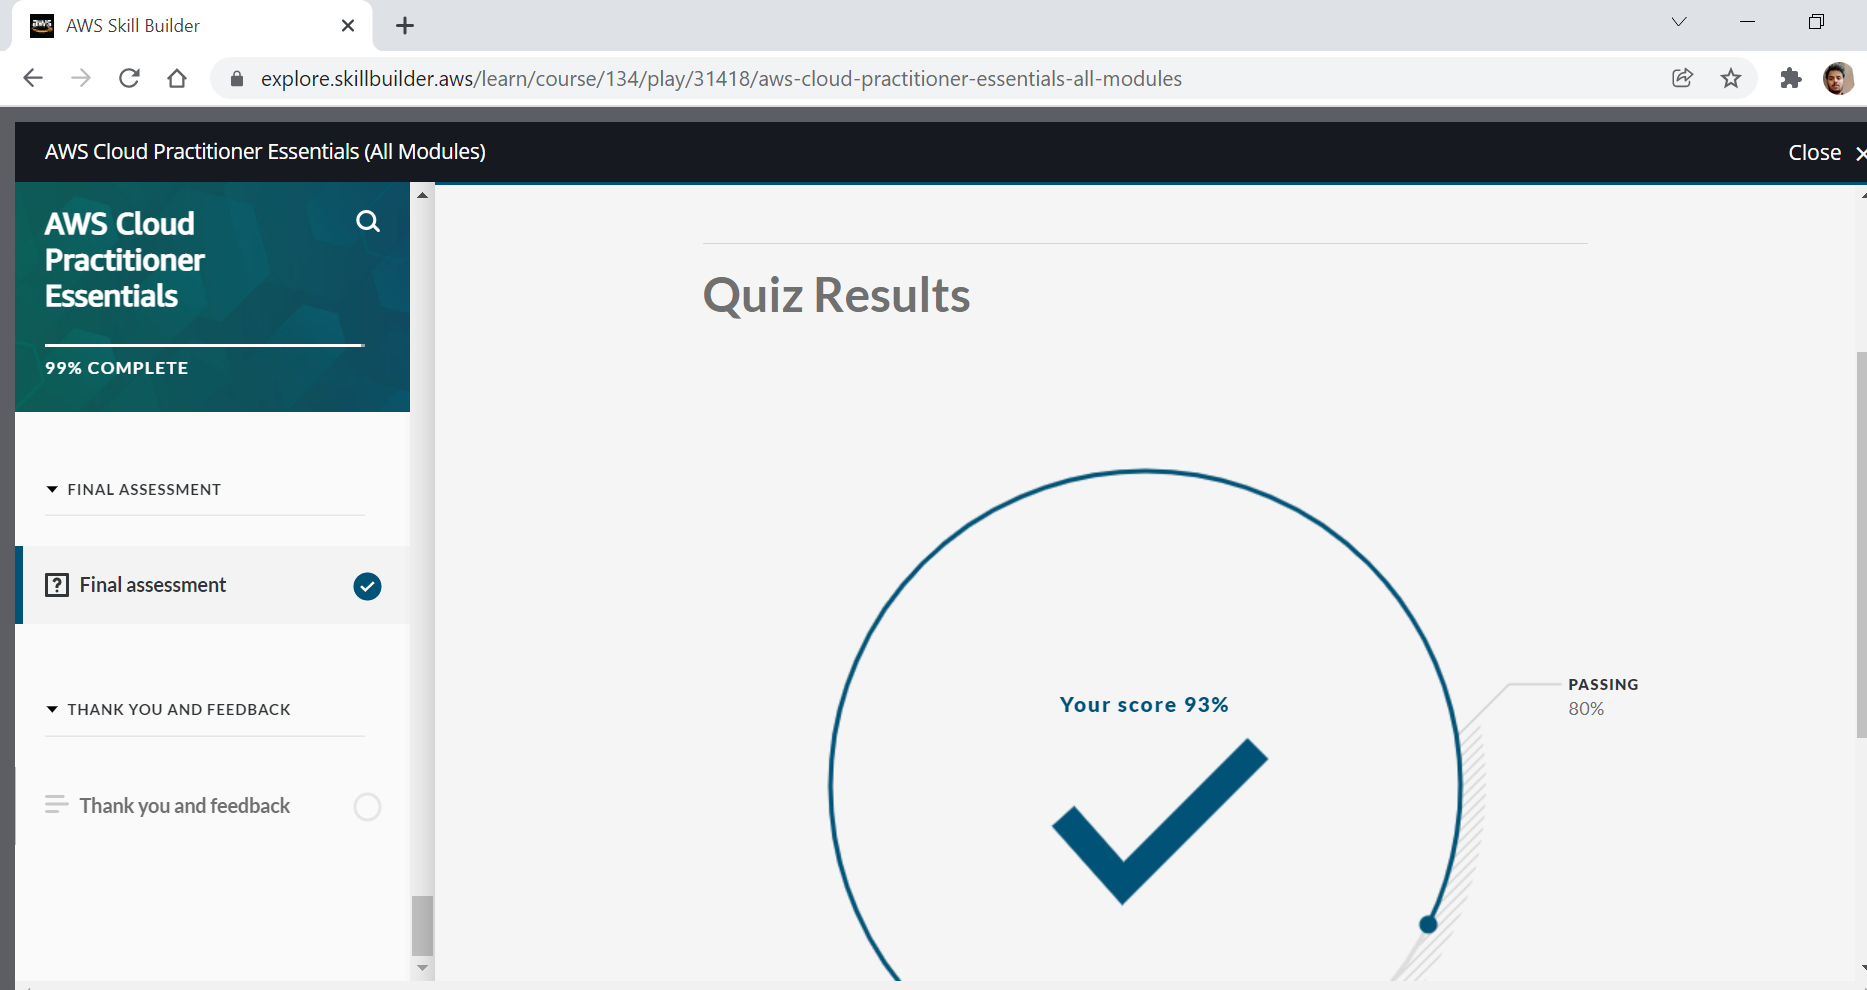 AWS Skill Builder
explore.skillbuilder.aws/learn/course/134/play/31418/aws-cloud-practitioner-essentials-all-modules
AWS Cloud Practitioner Essentials (All Modules)
Close
AWS Cloud
Practitioner
Essentials
99% COMPLETE
FINAL ASSESSMENT
Final assessment
THANK YOU AND FEEDBACK
Thank you and feedback
Quiz Results
Your score 93%
PASSING
80%